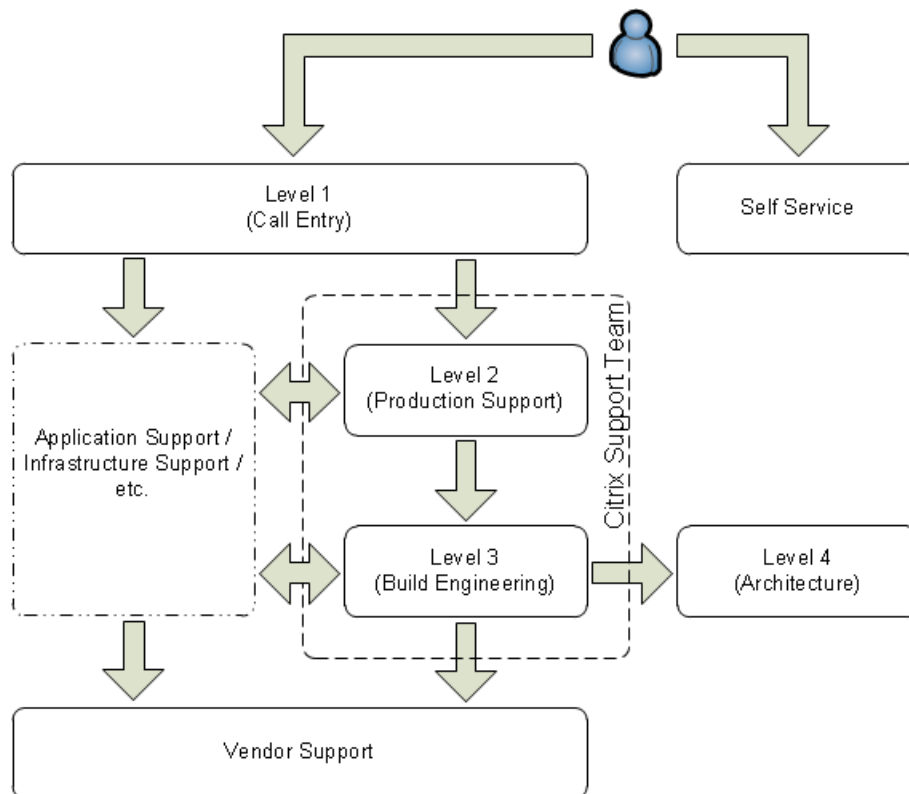 Level 1
(Call Entry)
Self Service
Level 2
(Production Support)
Citrix Support Team
Application Support /
Infrastructure Support /
etc.
Level 3
(Build Engineering)
Level 4
(Architecture)
Vendor Support